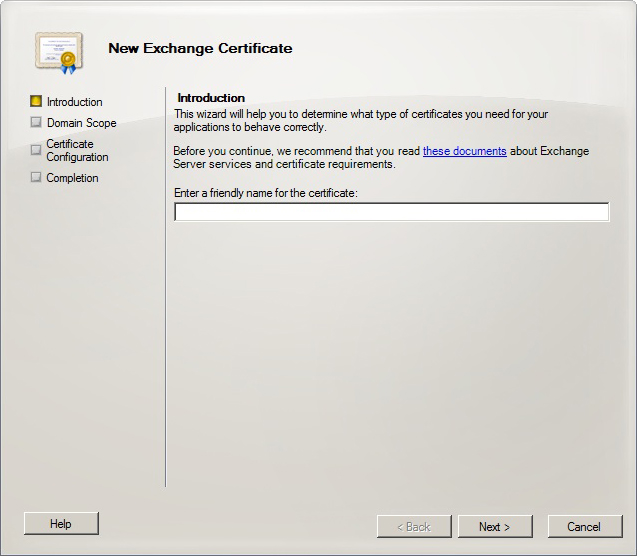 New Exchange Certificate
Introduction
Domain Scope
Certificate
Configuration
Completion
Introduction
This wizard will help you to determine what type of certificates you need for your
applications to behave correctly.
Before you continue, we recommend that you read these documents about Exchange
Server services and certificate requirements.
Enter a friendly name for the certificate:
Help
< Back
Next >
Cancel